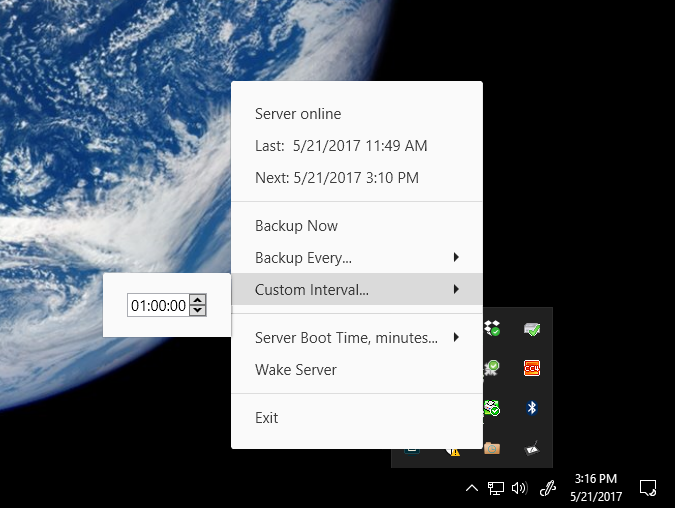 Server online
Last: 5/21/2017 11:49 AM
Next: 5/21/2017 3:10 PM
Backup Now
Backup Every...
Custom Interval...
01:00:00
Server Boot Time, minutes...
Wake Server
Exit
CCY
3:16 PM
5/21/2017